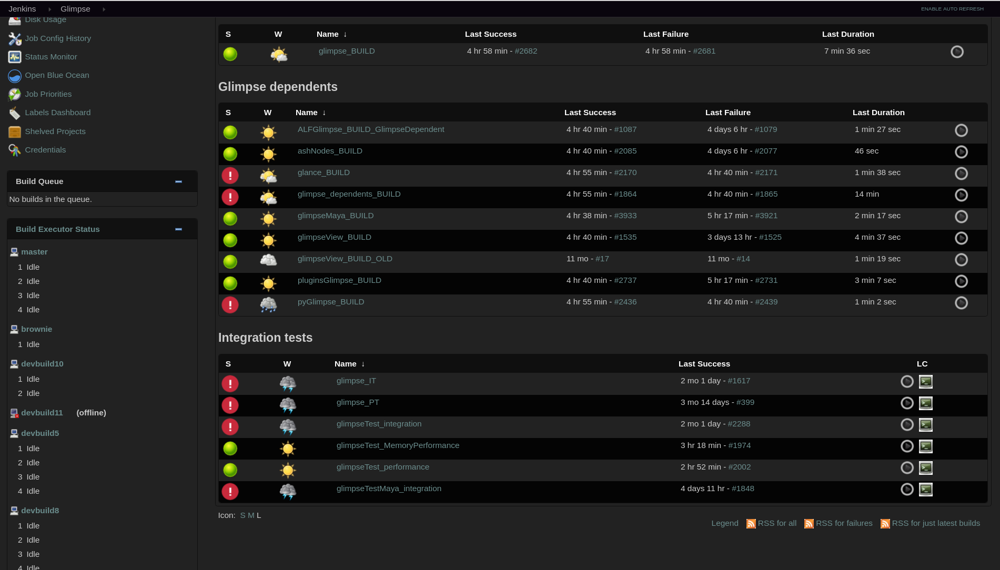 Jenkins Glimpse ENABLE AUTO REFRESH
Disk Usage
Job Config History
Status Monitor
Open Blue Ocean
Job Priorities
Labels Dashboard
Shelved Projects
Credentials
Build Queue
No builds in the queue.
Build Executor Status
master
1 Idle
2 Idle
3 Idle
4 Idle
brownie
1 Idle
devbuild10
1 Idle
2 Idle
devbuild11 (offline)
devbuild5
1 Idle
2 Idle
3 Idle
4 Idle
devbuild8
1 Idle
2 Idle
3 Idle
4 Idle
S W Name ↓ Last Success Last Failure Last Duration
glimpse_BUILD 4 hr 58 min - #2682 4 hr 58 min - #2681 7 min 36 sec
Glimpse dependents
S W Name ↓ Last Success Last Failure Last Duration
ALFGlimpse_BUILD_GlimpseDependent 4 hr 40 min - #1087 4 days 6 hr - #1079 1 min 27 sec
ashNodes_BUILD 4 hr 40 min - #2085 4 days 6 hr - #2077 46 sec
glance_BUILD 4 hr 55 min - #2170 4 hr 40 min - #2171 1 min 38 sec
glimpse_dependents_BUILD 4 hr 55 min - #1864 4 hr 40 min - #1865 14 min
glimpseMaya_BUILD 4 hr 38 min - #3933 5 hr 17 min - #3921 2 min 17 sec
glimpseView_BUILD 4 hr 40 min - #1535 3 days 13 hr - #1525 4 min 37 sec
glimpseView_BUILD_OLD 11 mo - #17 11 mo - #14 1 min 19 sec
pluginsGlimpse_BUILD 4 hr 40 min - #2737 5 hr 17 min - #2731 3 min 7 sec
pyGlimpse_BUILD 4 hr 55 min - #2436 4 hr 40 min - #2439 1 min 2 sec
Integration tests
S W Name ↓ Last Success LC
glimpse_IT 2 mo 1 day - #1617
glimpse_PT 3 mo 14 days - #399
glimpseTest_integration 2 mo 1 day - #2288
glimpseTest_MemoryPerformance 3 hr 18 min - #1974
glimpseTest_performance 2 hr 52 min - #2002
glimpseTestMaya_integration 4 days 11 hr - #1848
Icon: S M L
Legend RSS for all RSS for failures RSS for just latest builds